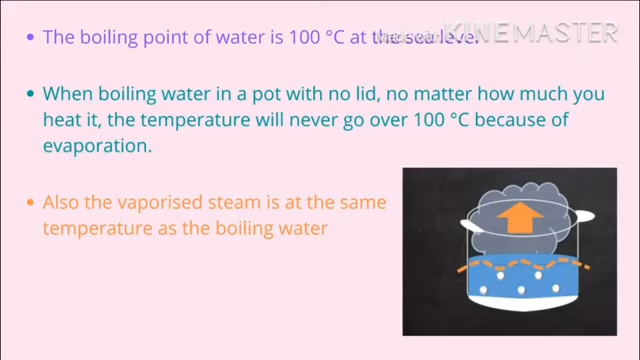 • The boiling point of water is 100 °C at the sea level
KINEMASTER
• When boiling water in a pot with no lid, no matter how much you
heat it, the temperature will never go over 100 °C because of
evaporation.
• Also the vaporised steam is at the same
temperature as the boiling water